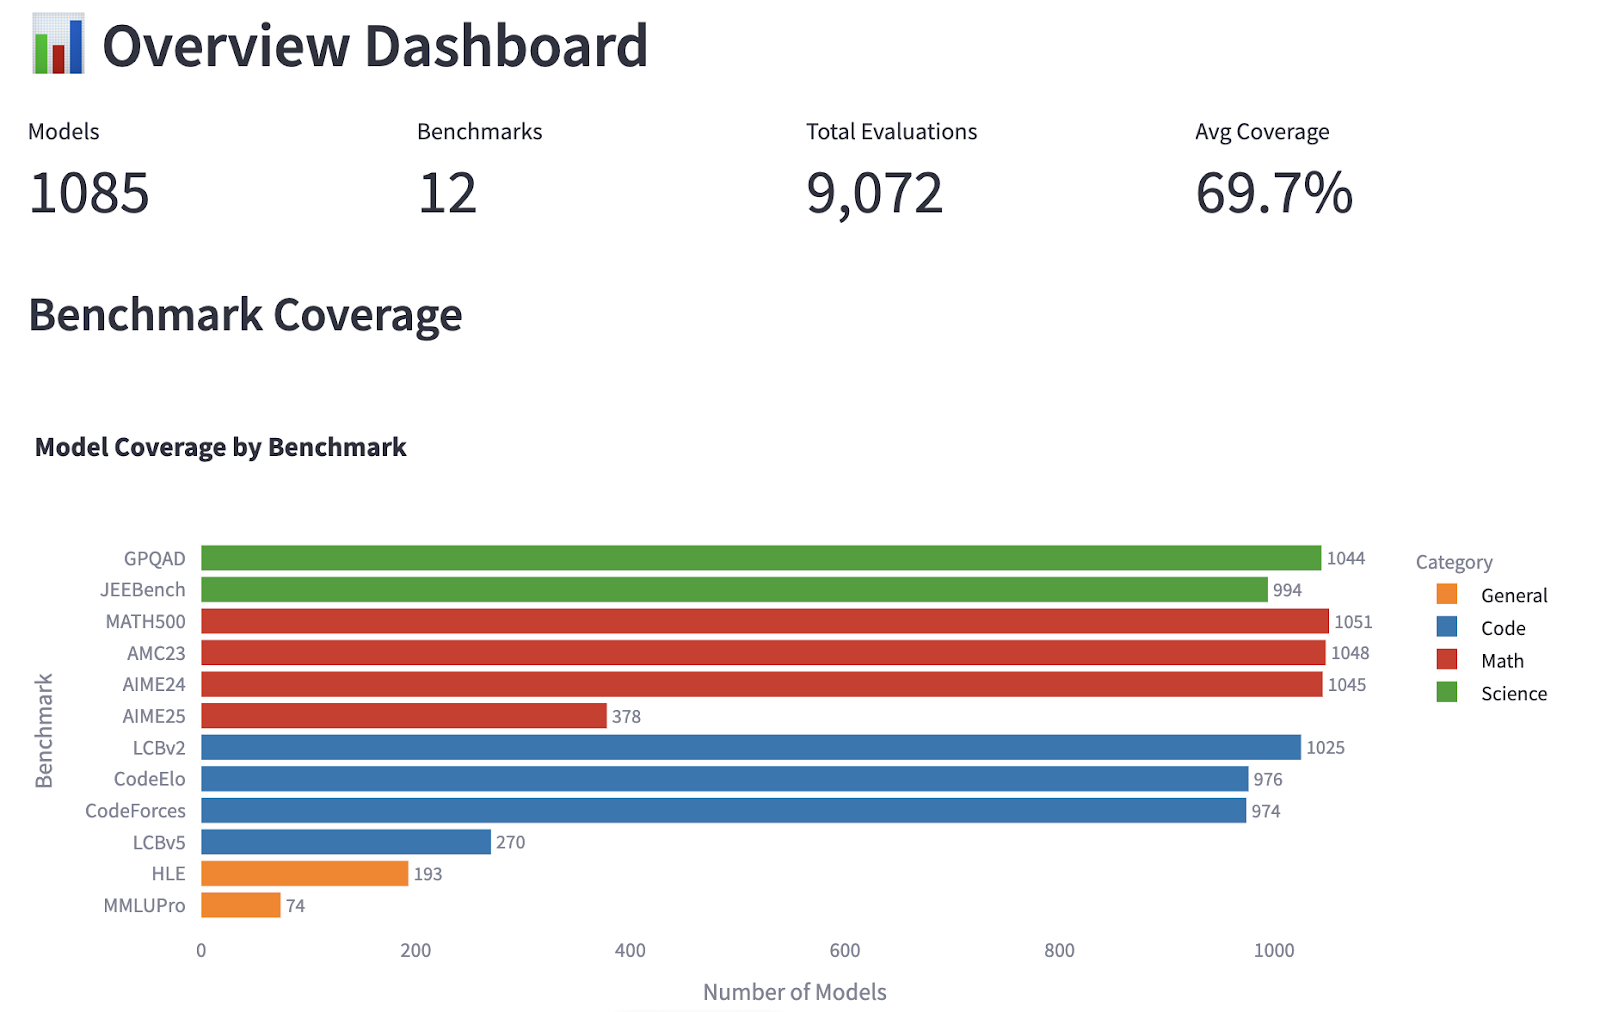 Overview Dashboard
Models
1085
Benchmarks
12
Total Evaluations
9,072
Avg Coverage
69.7%
Benchmark Coverage
Model Coverage by Benchmark
Benchmark
GPQAD 1044
JEEBench 994
MATH500 1051
AMC23 1048
AIME24 1045
AIME25 378
LCBv2 1025
CodeElo 976
CodeForces 974
LCBv5 270
HLE 193
MMLUPro 74
0 200 400 600 800 1000
Number of Models
Category
General
Code
Math
Science